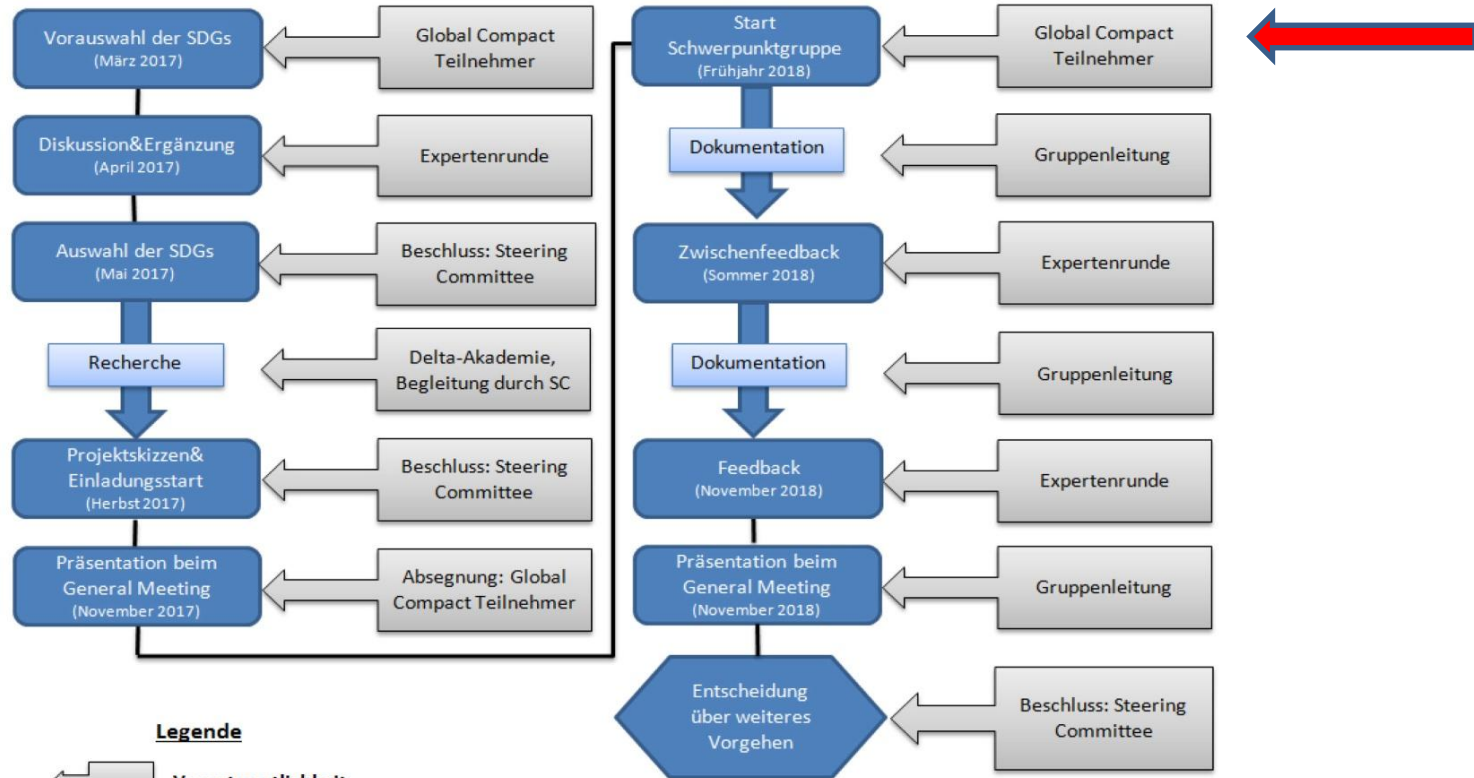 Vorauswahl der SDGs
(März 2017)
Global Compact
Teilnehmer
Diskussion&Ergänzung
(April 2017)
Expertenrunde
Auswahl der SDGs
(Mai 2017)
Beschluss: Steering
Committee
Recherche
Delta-Akademie,
Begleitung durch SC
Projektskizzen&
Einladungsstart
(Herbst 2017)
Beschluss: Steering
Committee
Präsentation beim
General Meeting
(November 2017)
Absegnung: Global
Compact Teilnehmer
Start
Schwerpunktgruppe
(Frühjahr 2018)
Global Compact
Teilnehmer
Dokumentation
Gruppenleitung
Zwischenfeedback
(Sommer 2018)
Expertenrunde
Dokumentation
Gruppenleitung
Feedback
(November 2018)
Expertenrunde
Präsentation beim
General Meeting
(November 2018)
Gruppenleitung
Entscheidung
über weiteres
Vorgehen
Beschluss: Steering
Committee
Legende